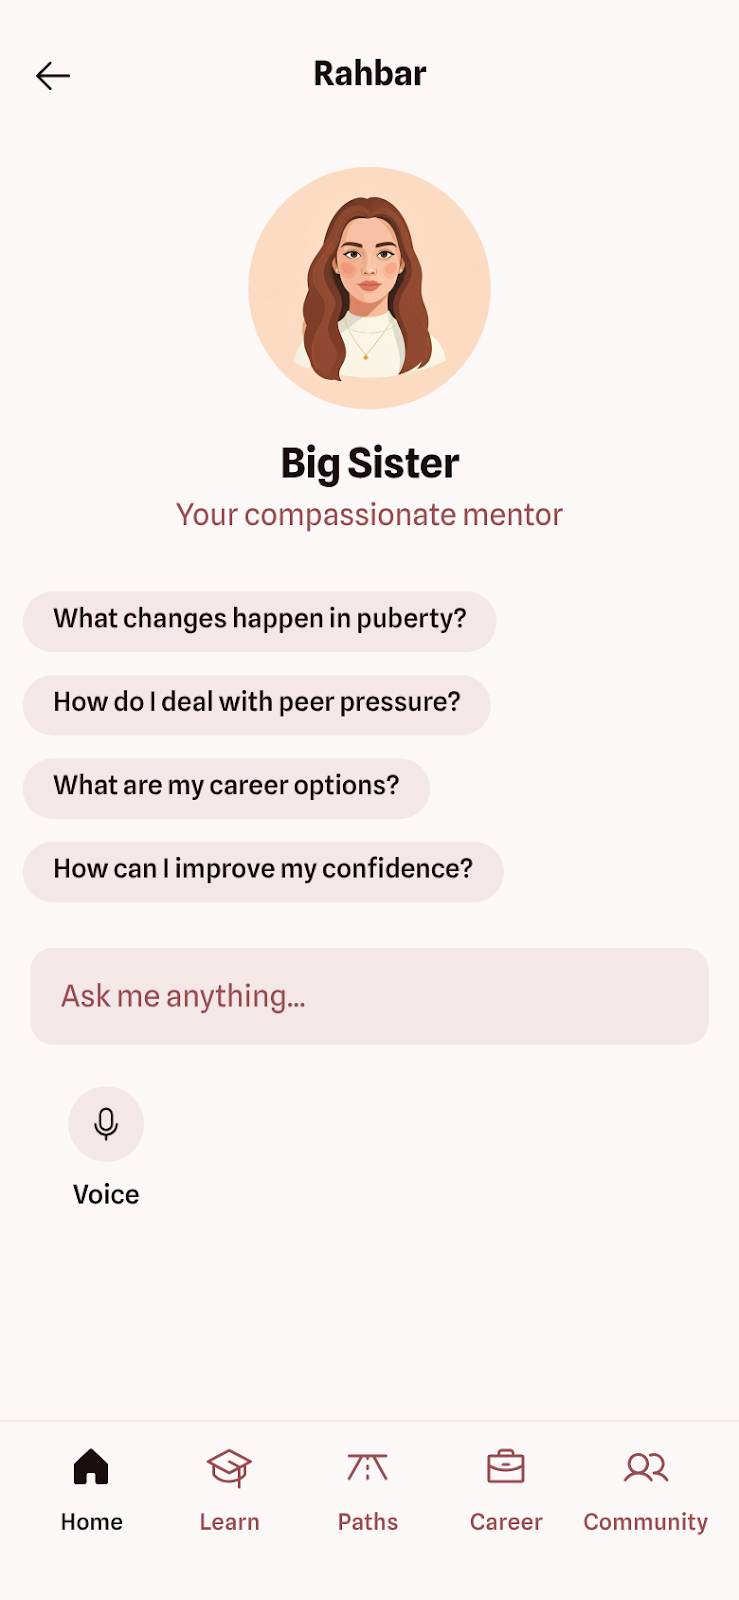 Rahbar
Big Sister
Your compassionate mentor
What changes happen in puberty?
How do I deal with peer pressure?
What are my career options?
How can I improve my confidence?
Ask me anything...
Voice
Home
Learn
Paths
Career
Community